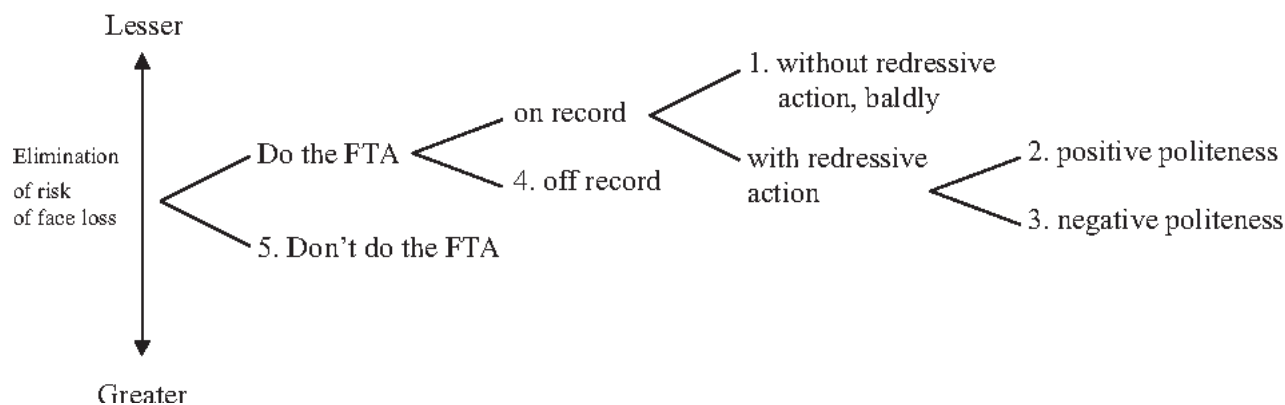 Lesser
Elimination
of risk
of face loss
Greater
Do the FTA
5. Don't do the FTA
on record
4. off record
1. without redressive
action, baldly
with redressive
action
2. positive politeness
3. negative politeness